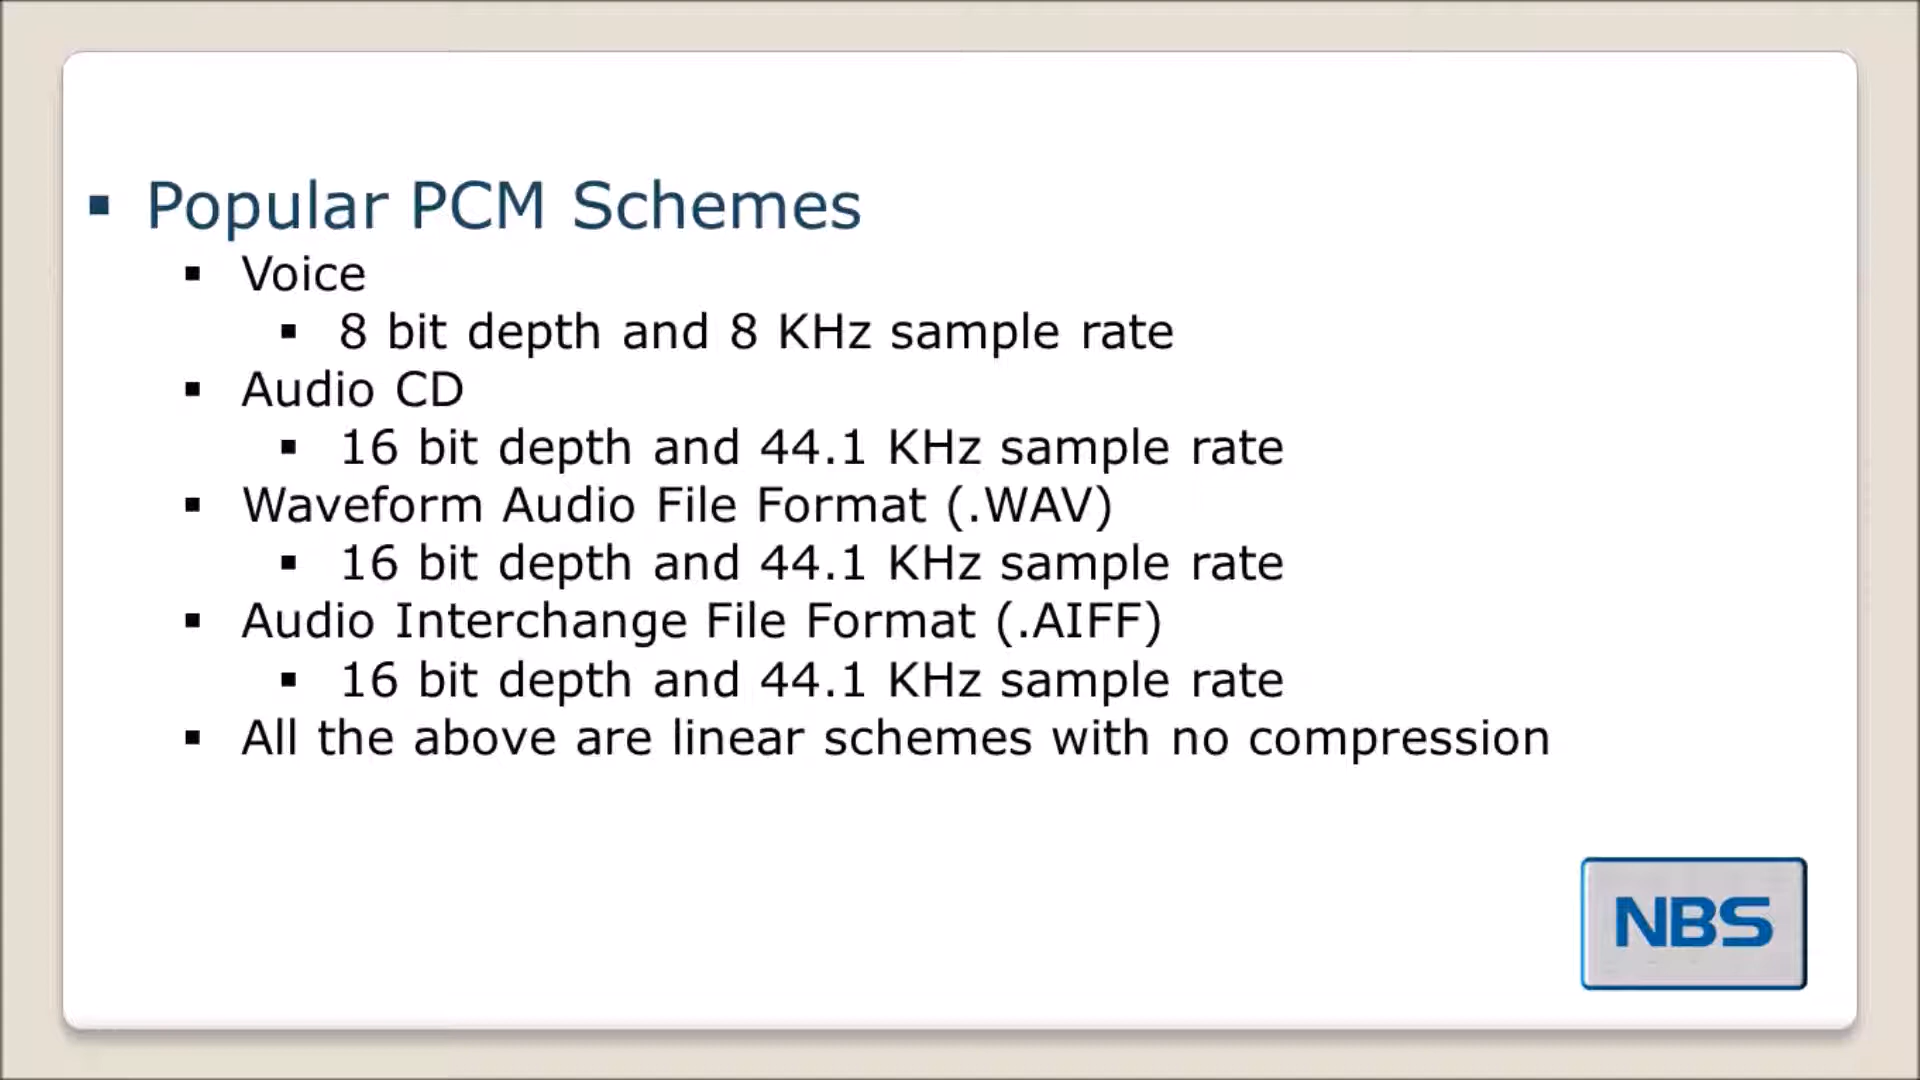 ▪ Popular PCM Schemes
▪ Voice
▪ 8 bit depth and 8 KHz sample rate
▪ Audio CD
▪ 16 bit depth and 44.1 KHz sample rate
▪ Waveform Audio File Format (.WAV)
▪ 16 bit depth and 44.1 KHz sample rate
▪ Audio Interchange File Format (.AIFF)
▪ 16 bit depth and 44.1 KHz sample rate
▪ All the above are linear schemes with no compression
NBS